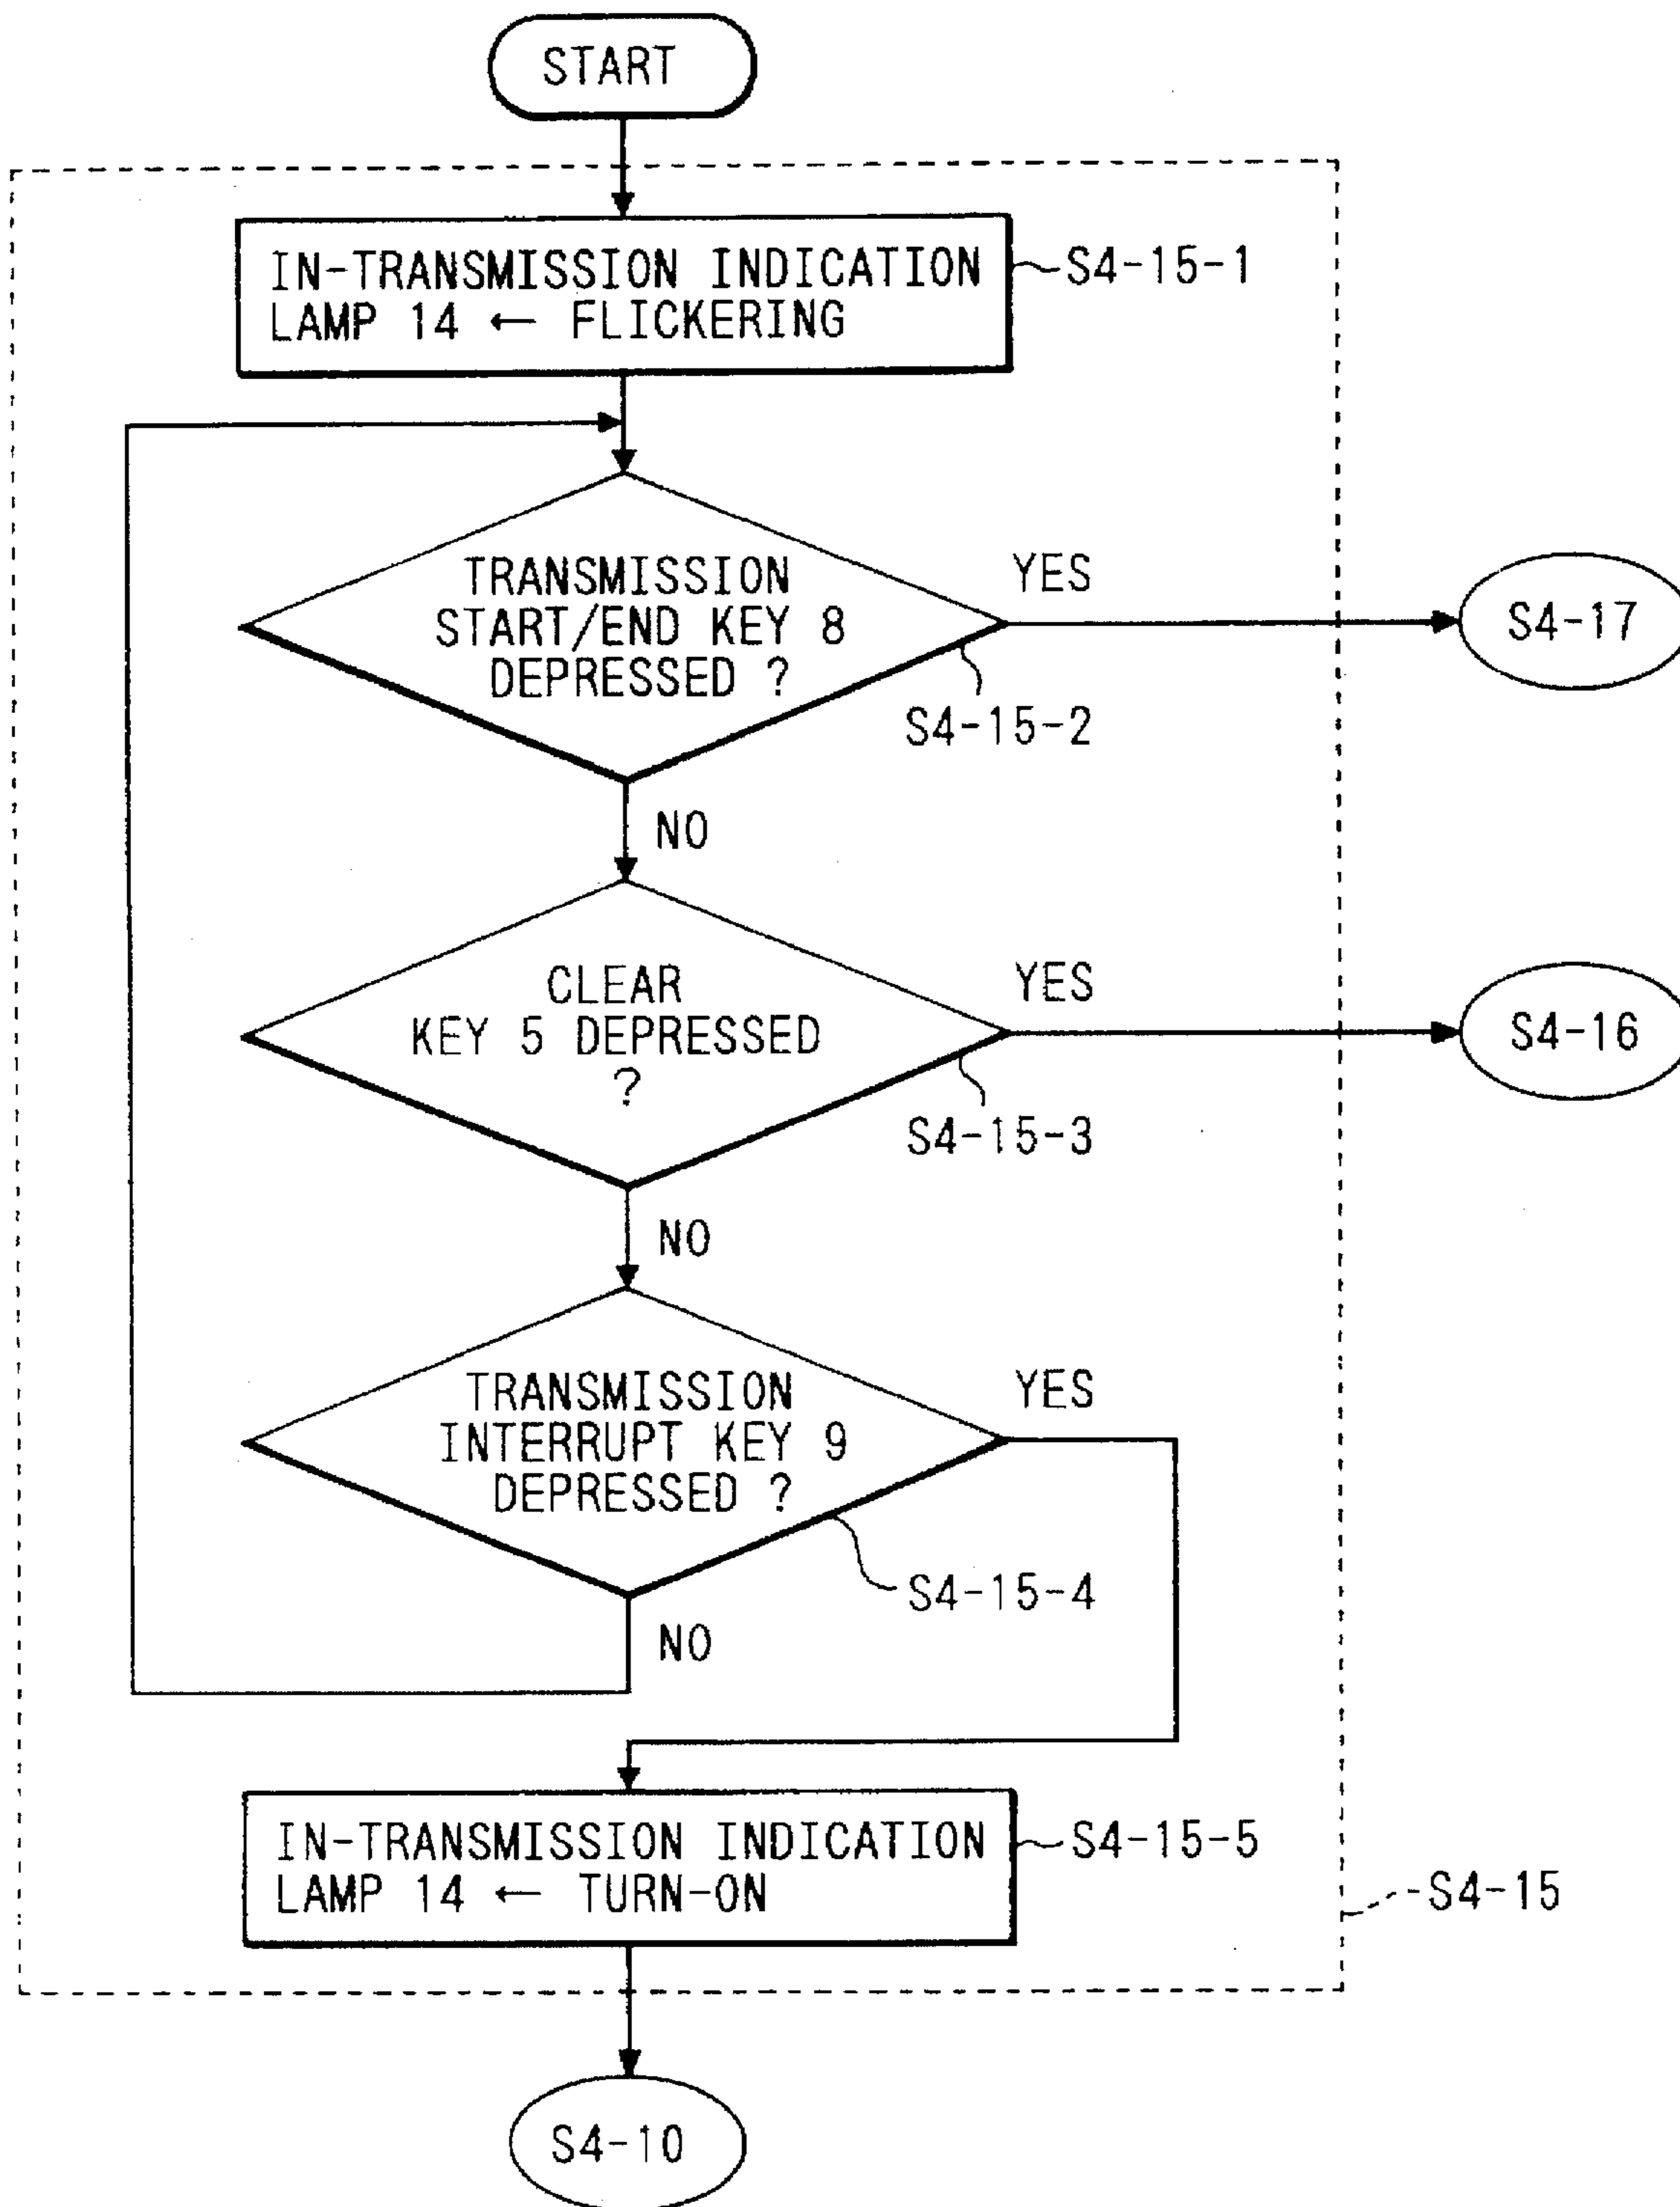 START
IN-TRANSMISSION INDICATION
LAMP 14 ← FLICKERING
S4-15-1
TRANSMISSION
START/END KEY 8
DEPRESSED ?
YES
S4-17
S4-15-2
NO
CLEAR
KEY 5 DEPRESSED
?
YES
S4-16
S4-15-3
NO
TRANSMISSION
INTERRUPT KEY 9
DEPRESSED ?
YES
S4-15-4
NO
IN-TRANSMISSION INDICATION
LAMP 14 ← TURN-ON
S4-15-5
S4-15
S4-10